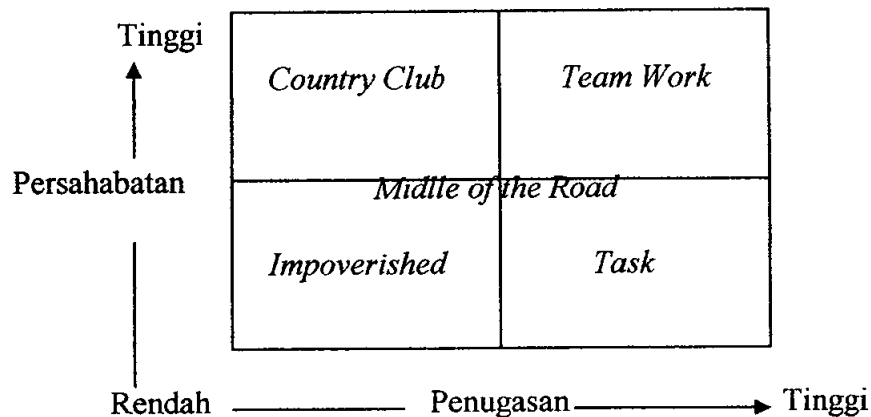 Tinggi
Country Club Team Work
Persahabatan
Midlle of the Road
Impoverished Task
Rendah Penugasan Tinggi